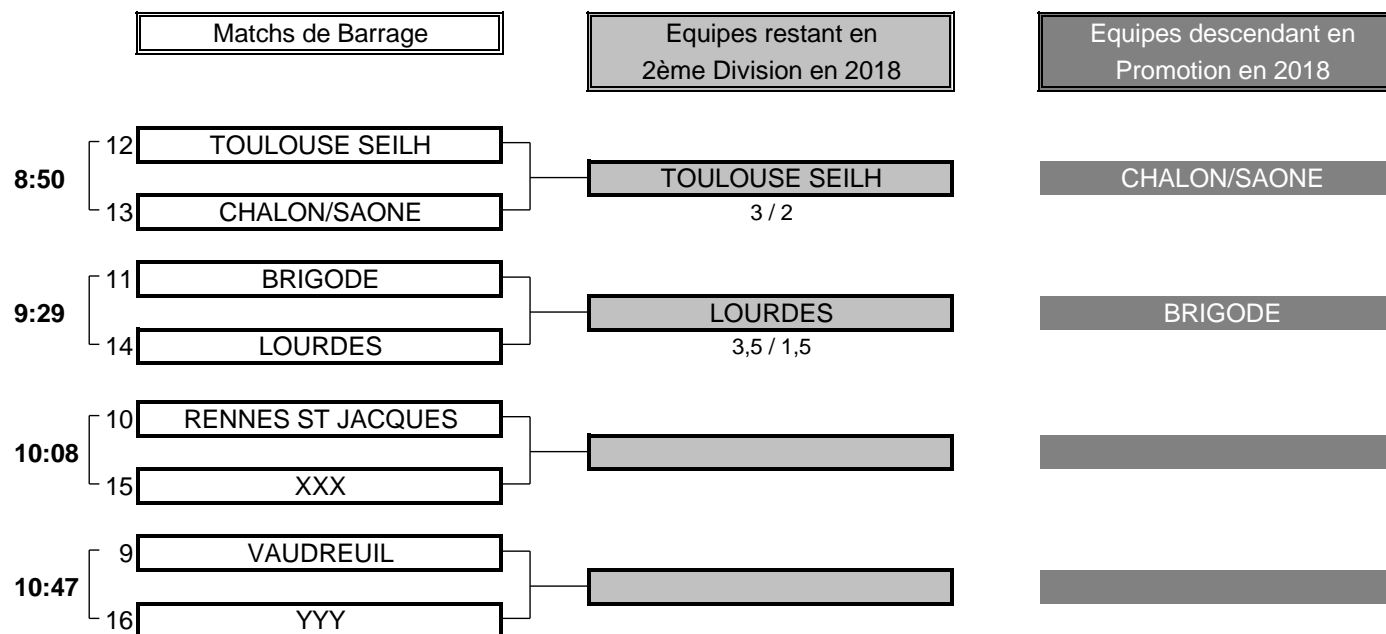 Matchs de Barrage
Equipes restant en
2ème Division en 2018
Equipes descendant en
Promotion en 2018
12 TOULOUSE SEILH
8:50 TOULOUSE SEILH CHALON/SAONE
13 CHALON/SAONE 3 / 2
11 BRIGODE
9:29 LOURDES BRIGODE
14 LOURDES 3,5 / 1,5
10 RENNES ST JACQUES
10:08
15 XXX
9 VAUDREUIL
10:47
16 YYY